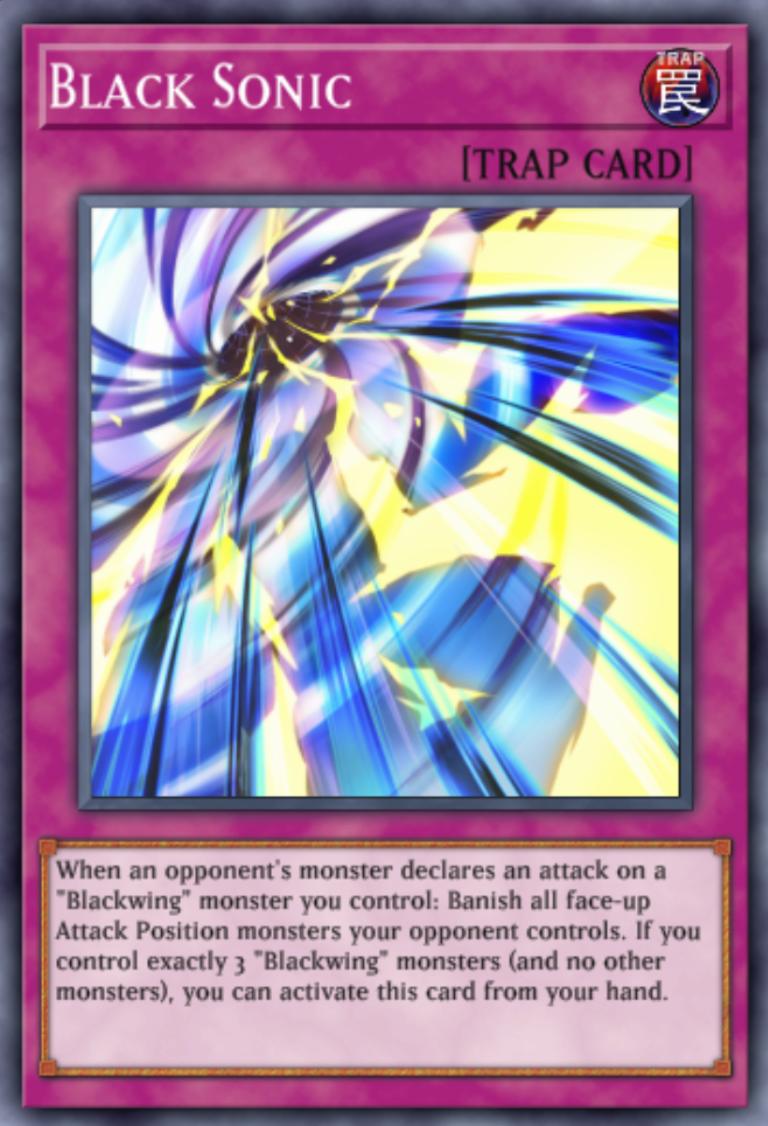 BLACK SONIC
TRAP
罠
[TRAP CARD]
When an opponent's monster declares an attack on a
"Blackwing" monster you control: Banish all face-up
Attack Position monsters your opponent controls. If you
control exactly 3 "Blackwing" monsters (and no other
monsters), you can activate this card from your hand.